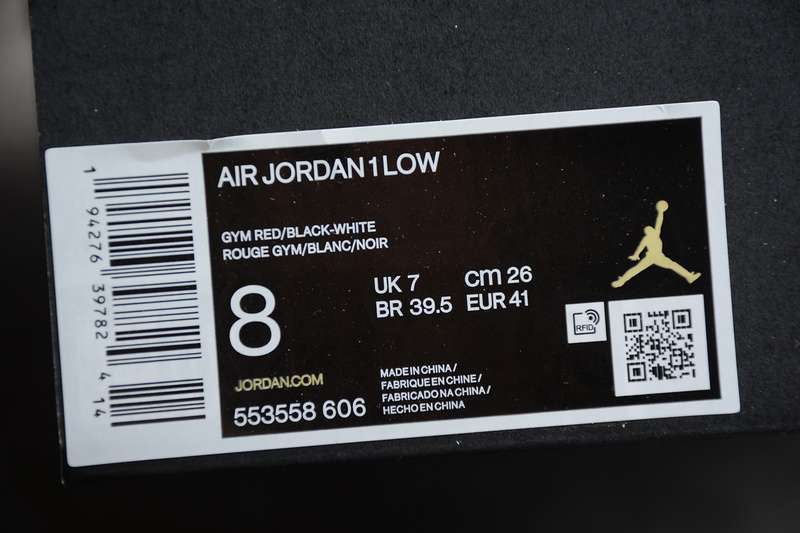 1 94276 39782 4 14
AIR JORDAN 1 LOW
GYM RED/BLACK-WHITE
ROUGE GYM/BLANC/NOIR
8
UK 7 cm 26
BR 39.5 EUR 41
RFID
JORDAN.COM
553558 606
MADE IN CHINA/
FABRIQUE EN CHINE/
FABRICADO NA CHINA/
HECHO EN CHINA